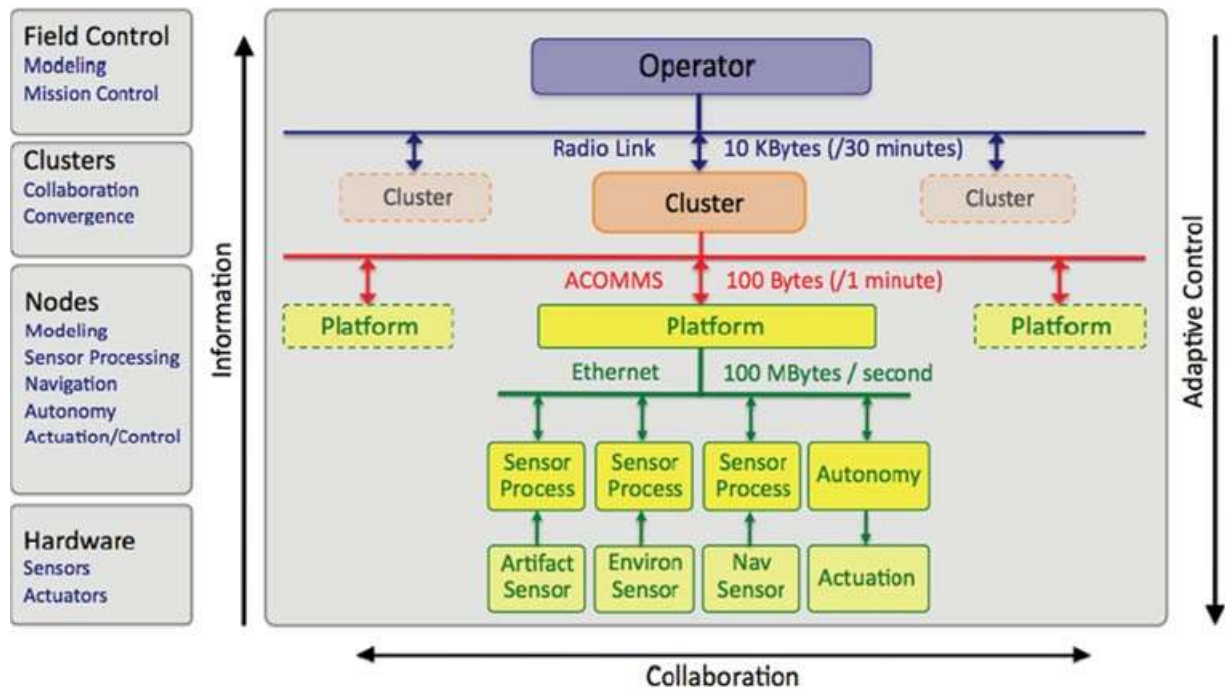 Field Control
Modeling
Mission Control
Clusters
Collaboration
Convergence
Nodes
Modeling
Sensor Processing
Navigation
Autonomy
Actuation/Control
Hardware
Sensors
Actuators
Information
Operator
Radio Link 10 KBytes (/30 minutes)
Cluster
Cluster
Cluster
ACOMMS 100 Bytes (/1 minute)
Platform
Platform
Platform
Ethernet 100 MBytes / second
Sensor
Process
Sensor
Process
Sensor
Process
Autonomy
Artifact
Sensor
Environ
Sensor
Nav
Sensor
Actuation
Adaptive Control
Collaboration